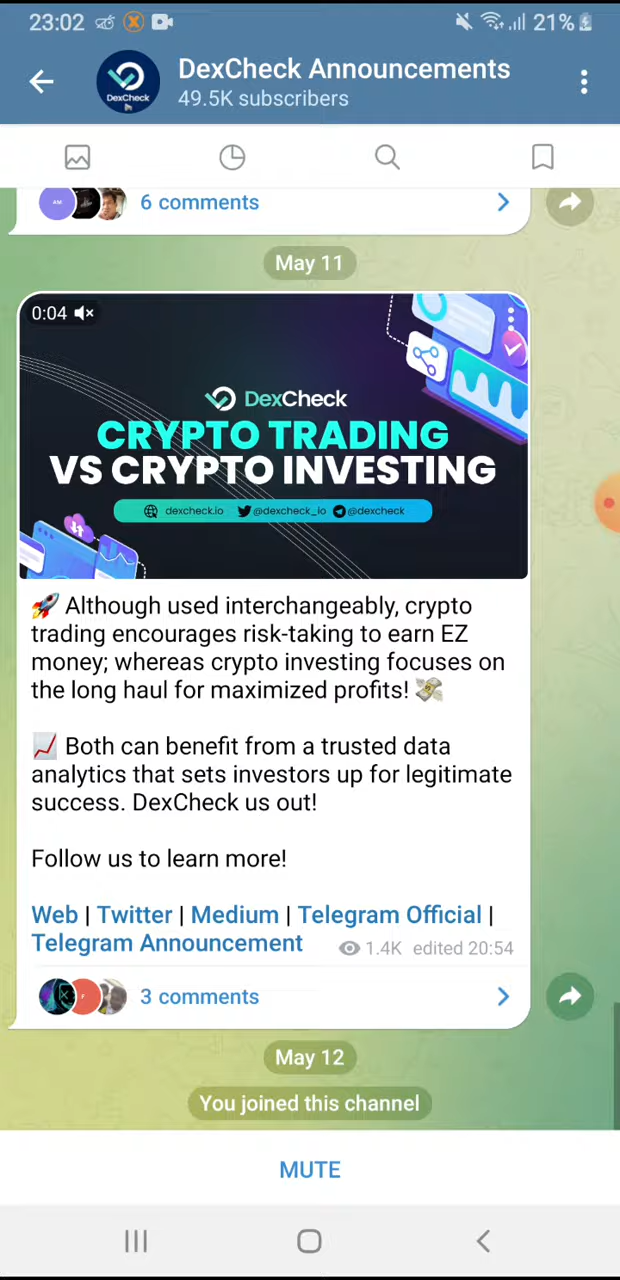 23:02
21%
DexCheck Announcements
49.5K subscribers
DexCheck
AM
6 comments
May 11
0:04
DexCheck
CRYPTO TRADING
VS CRYPTO INVESTING
dexcheck.io @dexcheck_io @dexcheck
🚀 Although used interchangeably, crypto
trading encourages risk-taking to earn EZ
money; whereas crypto investing focuses on
the long haul for maximized profits! 💸
📈 Both can benefit from a trusted data
analytics that sets investors up for legitimate
success. DexCheck us out!
Follow us to learn more!
Web | Twitter | Medium | Telegram Official |
Telegram Announcement
1.4K edited 20:54
F
3 comments
May 12
You joined this channel
MUTE